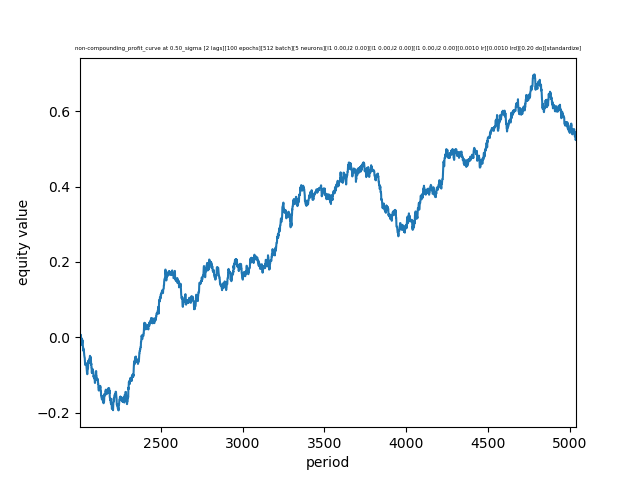 non-compounding_profit_curve at 0.50_sigma [2 lags][100 epochs][512 batch][5 neurons][l1 0.00,l2 0.00][l1 0.00,l2 0.00][l1 0.00,l2 0.00][0.0010 lr][0.0010 lrd][0.20 do][standardize]
0.6
0.4
0.2
0.0
−0.2
equity value
2500 3000 3500 4000 4500 5000
period